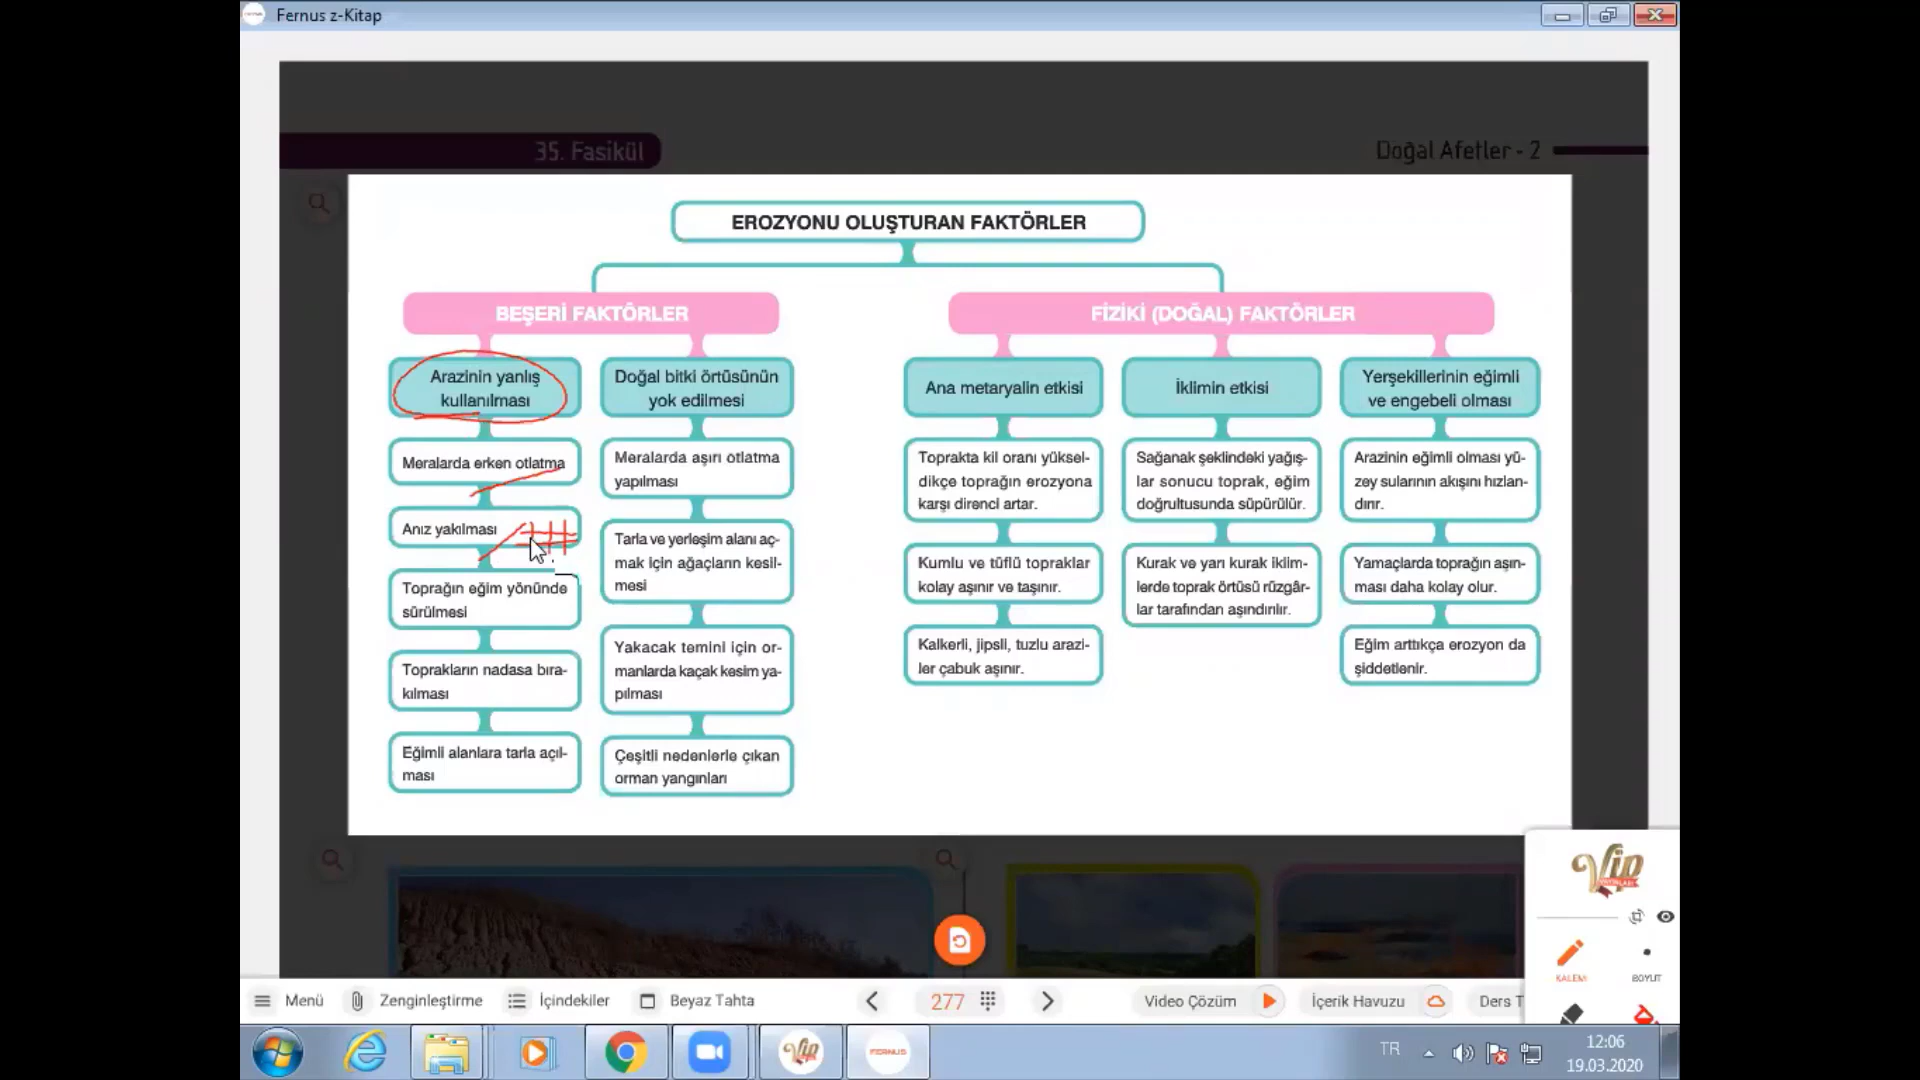 Fernus z-Kitap
35. Fasikül
Doğal Afetler - 2
EROZYONU OLUŞTURAN FAKTÖRLER
BEŞERİ FAKTÖRLER
Arazinin yanlış
kullanılması
Meralarda erken otlatma
Anız yakılması
Toprağın eğim yönünde
sürülmesi
Toprakların nadasa bıra-
kılması
Eğimli alanlara tarla açıl-
ması
Doğal bitki örtüsünün
yok edilmesi
Meralarda aşırı otlatma
yapılması
Tarla ve yerleşim alanı aç-
mak için ağaçların kesil-
mesi
Yakacak temini için or-
manlarda kaçak kesim ya-
pılması
Çeşitli nedenlerle çıkan
orman yangınları
FİZİKİ (DOĞAL) FAKTÖRLER
Ana metaryalin etkisi
Toprakta kil oranı yüksel-
dikçe toprağın erozyona
karşı direnci artar.
Kumlu ve tüflü topraklar
kolay aşınır ve taşınır.
Kalkerli, jipsli, tuzlu arazi-
ler çabuk aşınır.
İklimin etkisi
Sağanak şeklindeki yağış-
lar sonucu toprak, eğim
doğrultusunda süpürülür.
Kurak ve yarı kurak iklim-
lerde toprak örtüsü rüzgâr-
lar tarafından aşındırılır.
Yerşekillerinin eğimli
ve engebeli olması
Arazinin eğimli olması yü-
zey sularının akışını hızlan-
dırır.
Yamaçlarda toprağın aşın-
ması daha kolay olur.
Eğim arttıkça erozyon da
şiddetlenir.
Vip
YAYINLARI
KALEM
BOYUT
Menü
Zenginleştirme
İçindekiler
Beyaz Tahta
277
Video Çözüm
İçerik Havuzu
Ders T
Vip
FERNUS
TR
12:06
19.03.2020